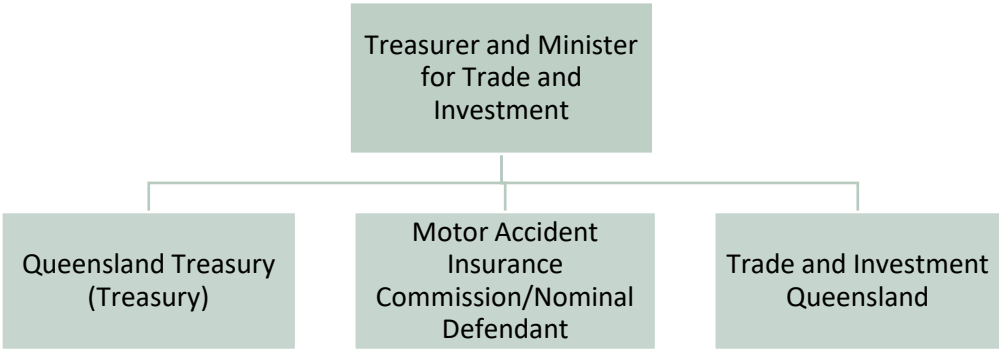 Treasurer and Minister
for Trade and
Investment
Queensland Treasury
(Treasury)
Motor Accident
Insurance
Commission/Nominal
Defendant
Trade and Investment
Queensland